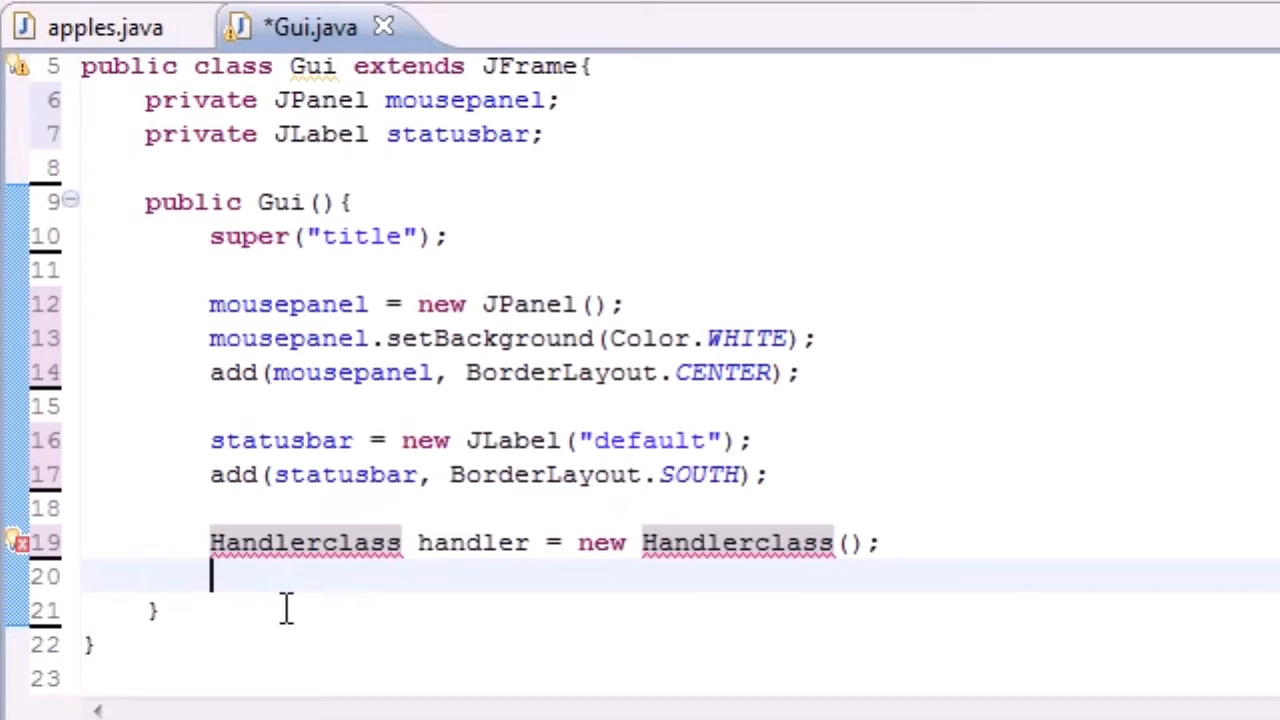 apples.java *Gui.java
5 public class Gui extends JFrame{
6 private JPanel mousepanel;
7 private JLabel statusbar;
8
9 public Gui(){
10 super("title");
11
12 mousepanel = new JPanel();
13 mousepanel.setBackground(Color.WHITE);
14 add(mousepanel, BorderLayout.CENTER);
15
16 statusbar = new JLabel("default");
17 add(statusbar, BorderLayout.SOUTH);
18
19 Handlerclass handler = new Handlerclass();
20
21 }
22 }
23